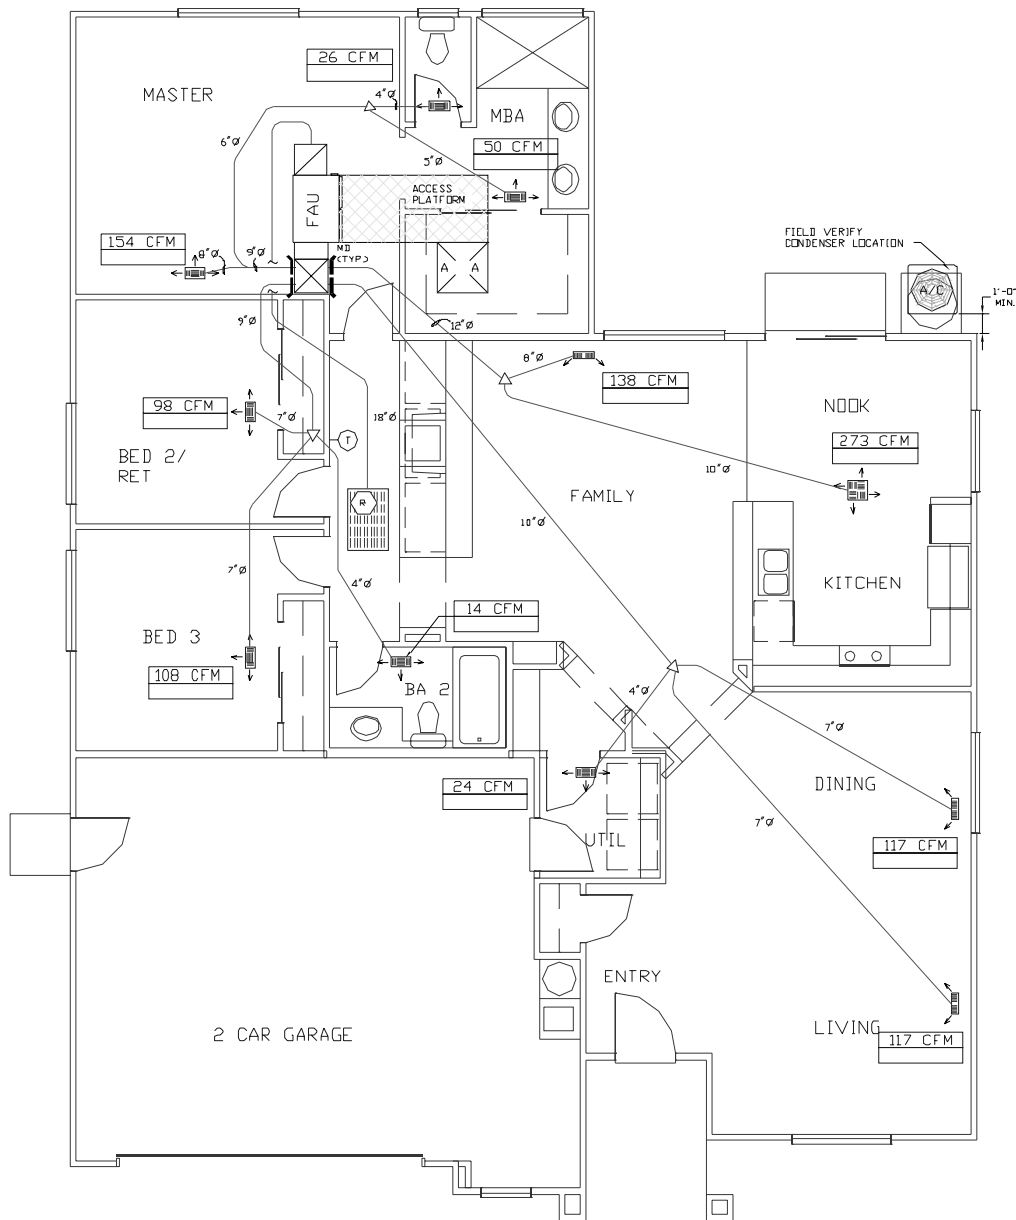 26 CFM
MASTER
4"Ø
MBA
50 CFM
6"Ø
5"Ø
FAU
ACCESS
PLATFORM
154 CFM
8"Ø
9"Ø
MD
(TYP.)
A A
FIELD VERIFY
CONDENSER LOCATION
A/C
1'-0"
MIN.
9"Ø
12"Ø
8"Ø
138 CFM
98 CFM
7"Ø
18"Ø
NOOK
273 CFM
T
BED 2/
RET
10"Ø
FAMILY
R
10"Ø
7"Ø
4"Ø
KITCHEN
14 CFM
BED 3
108 CFM
BA 2
4"Ø
7"Ø
24 CFM
DINING
7"Ø
UTIL
117 CFM
ENTRY
2 CAR GARAGE
LIVING
117 CFM